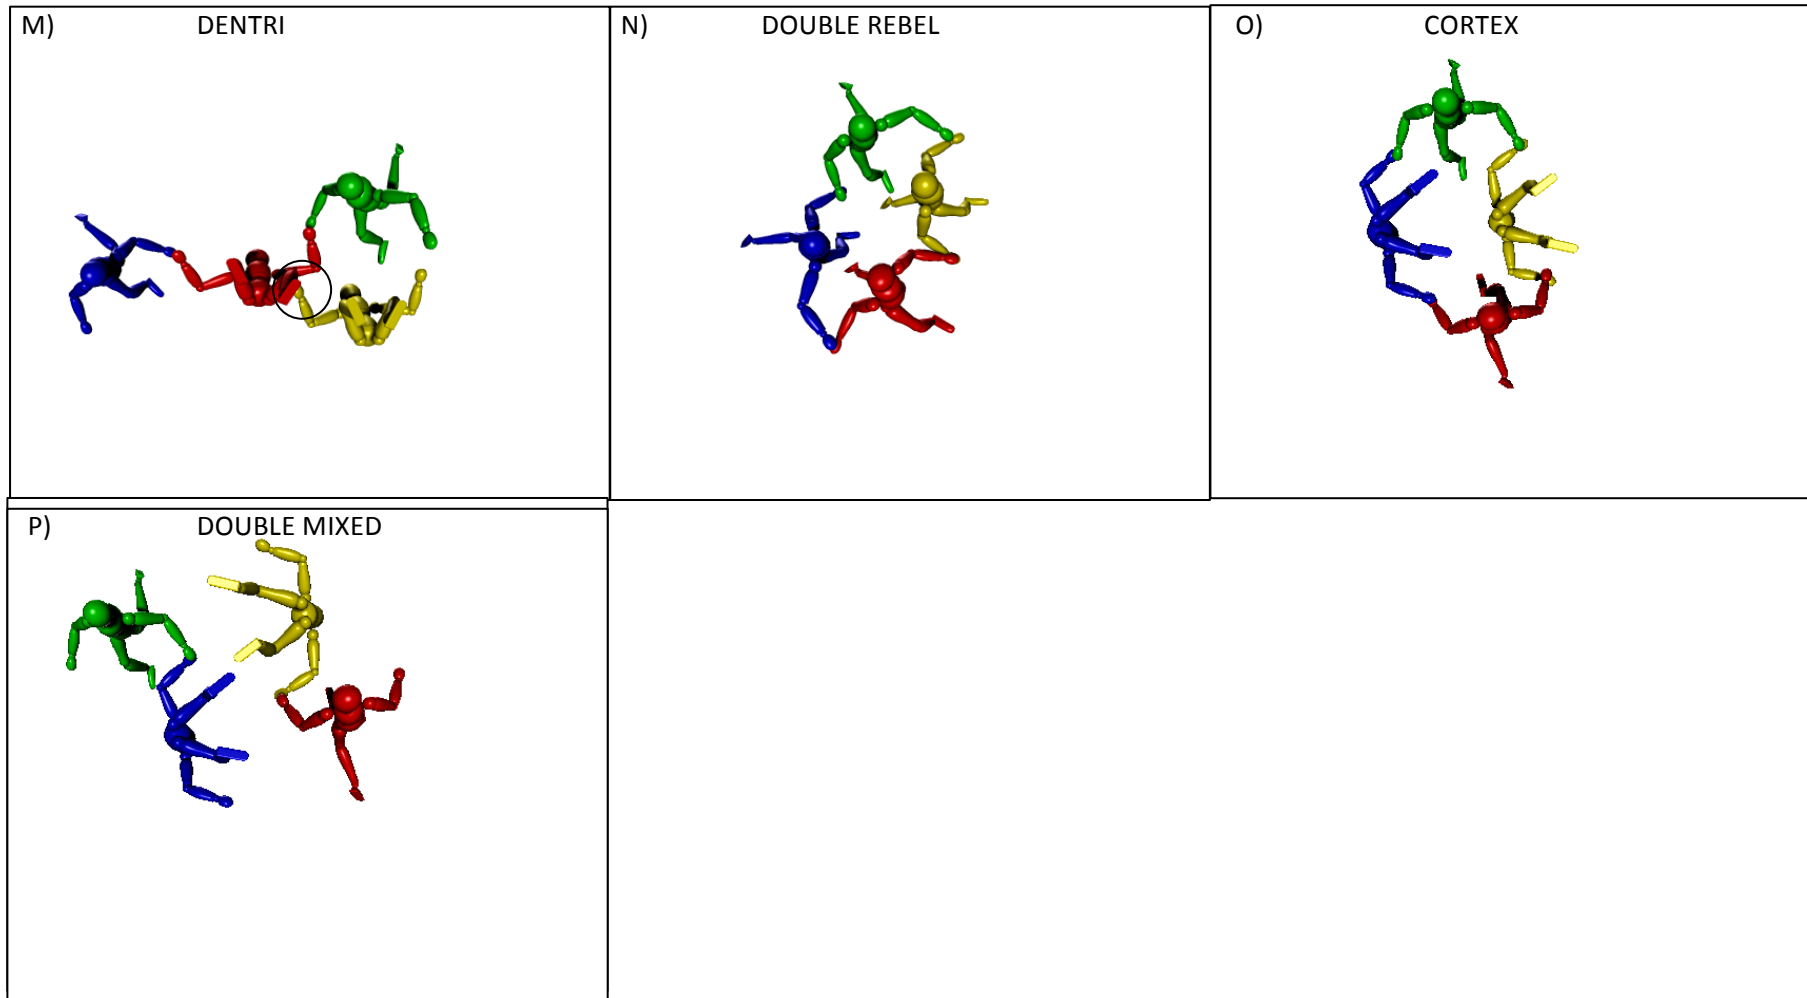 M) DENTRI
N) DOUBLE REBEL
O) CORTEX
P) DOUBLE MIXED